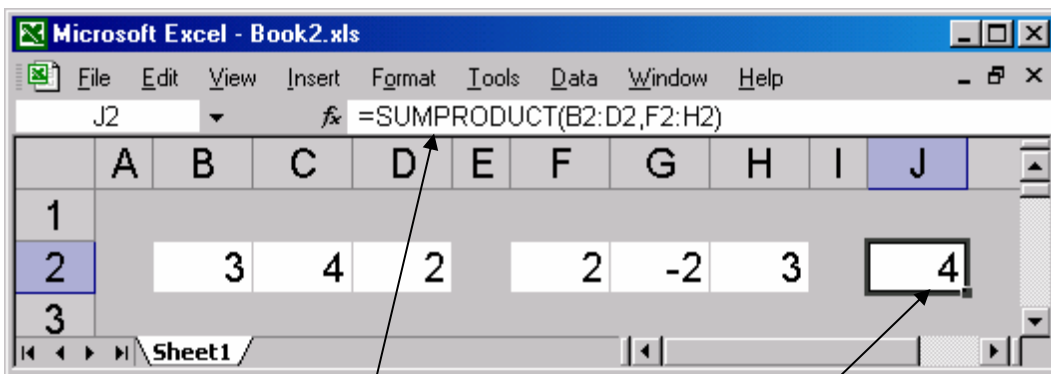 Microsoft Excel - Book2.xls
File Edit View Insert Format Tools Data Window Help
J2 fx =SUMPRODUCT(B2:D2,F2:H2)
A B C D E F G H I J
1
2 3 4 2 2 -2 3 4
3
Sheet1